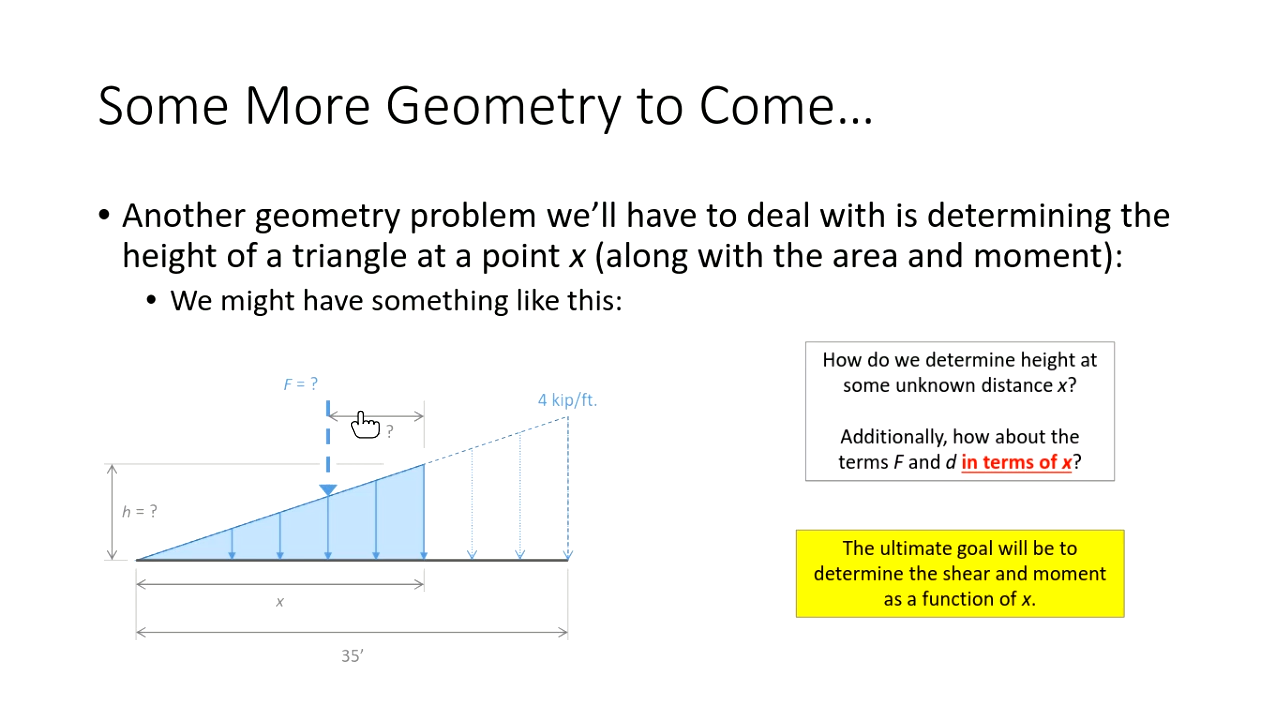 Some More Geometry to Come…
• Another geometry problem we’ll have to deal with is determining the
height of a triangle at a point x (along with the area and moment):
• We might have something like this:
F = ?
?
4 kip/ft.
h = ?
x
35′
How do we determine height at
some unknown distance x?
Additionally, how about the
terms F and d in terms of x?
The ultimate goal will be to
determine the shear and moment
as a function of x.